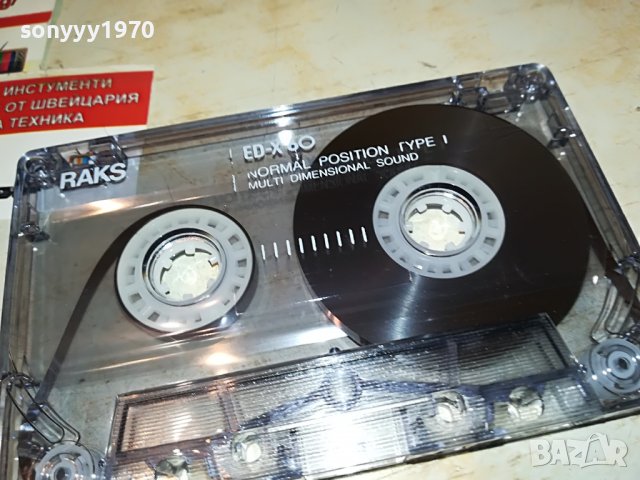 sonyyy1970
ИНСТУМЕНТИ
ОТ ШВЕЙЦАРИЯ
ТЕХНИКА
RAKS
ED-X 60
NORMAL POSITION TYPE I
MULTI DIMENSIONAL SOUND
BAZAR